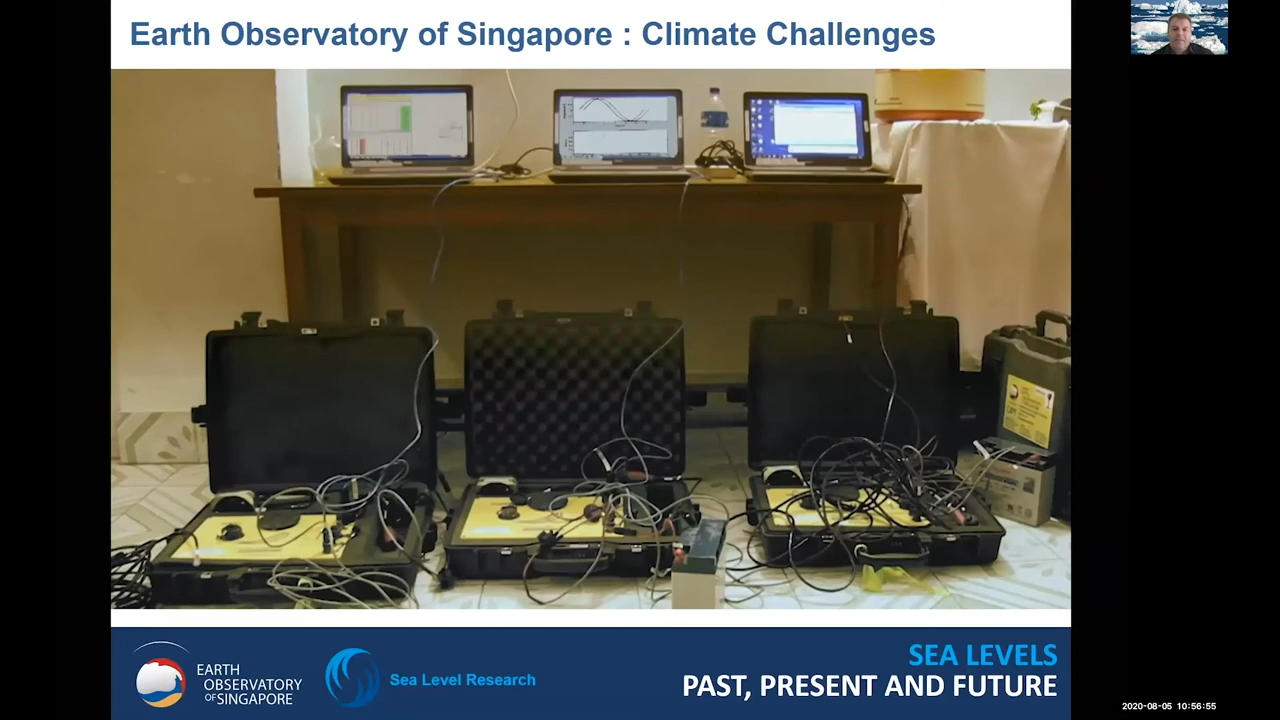 Earth Observatory of Singapore : Climate Challenges
EARTH
OBSERVATORY
OF SINGAPORE
Sea Level Research
SEA LEVELS
PAST, PRESENT AND FUTURE
2020-08-05 10:56:55